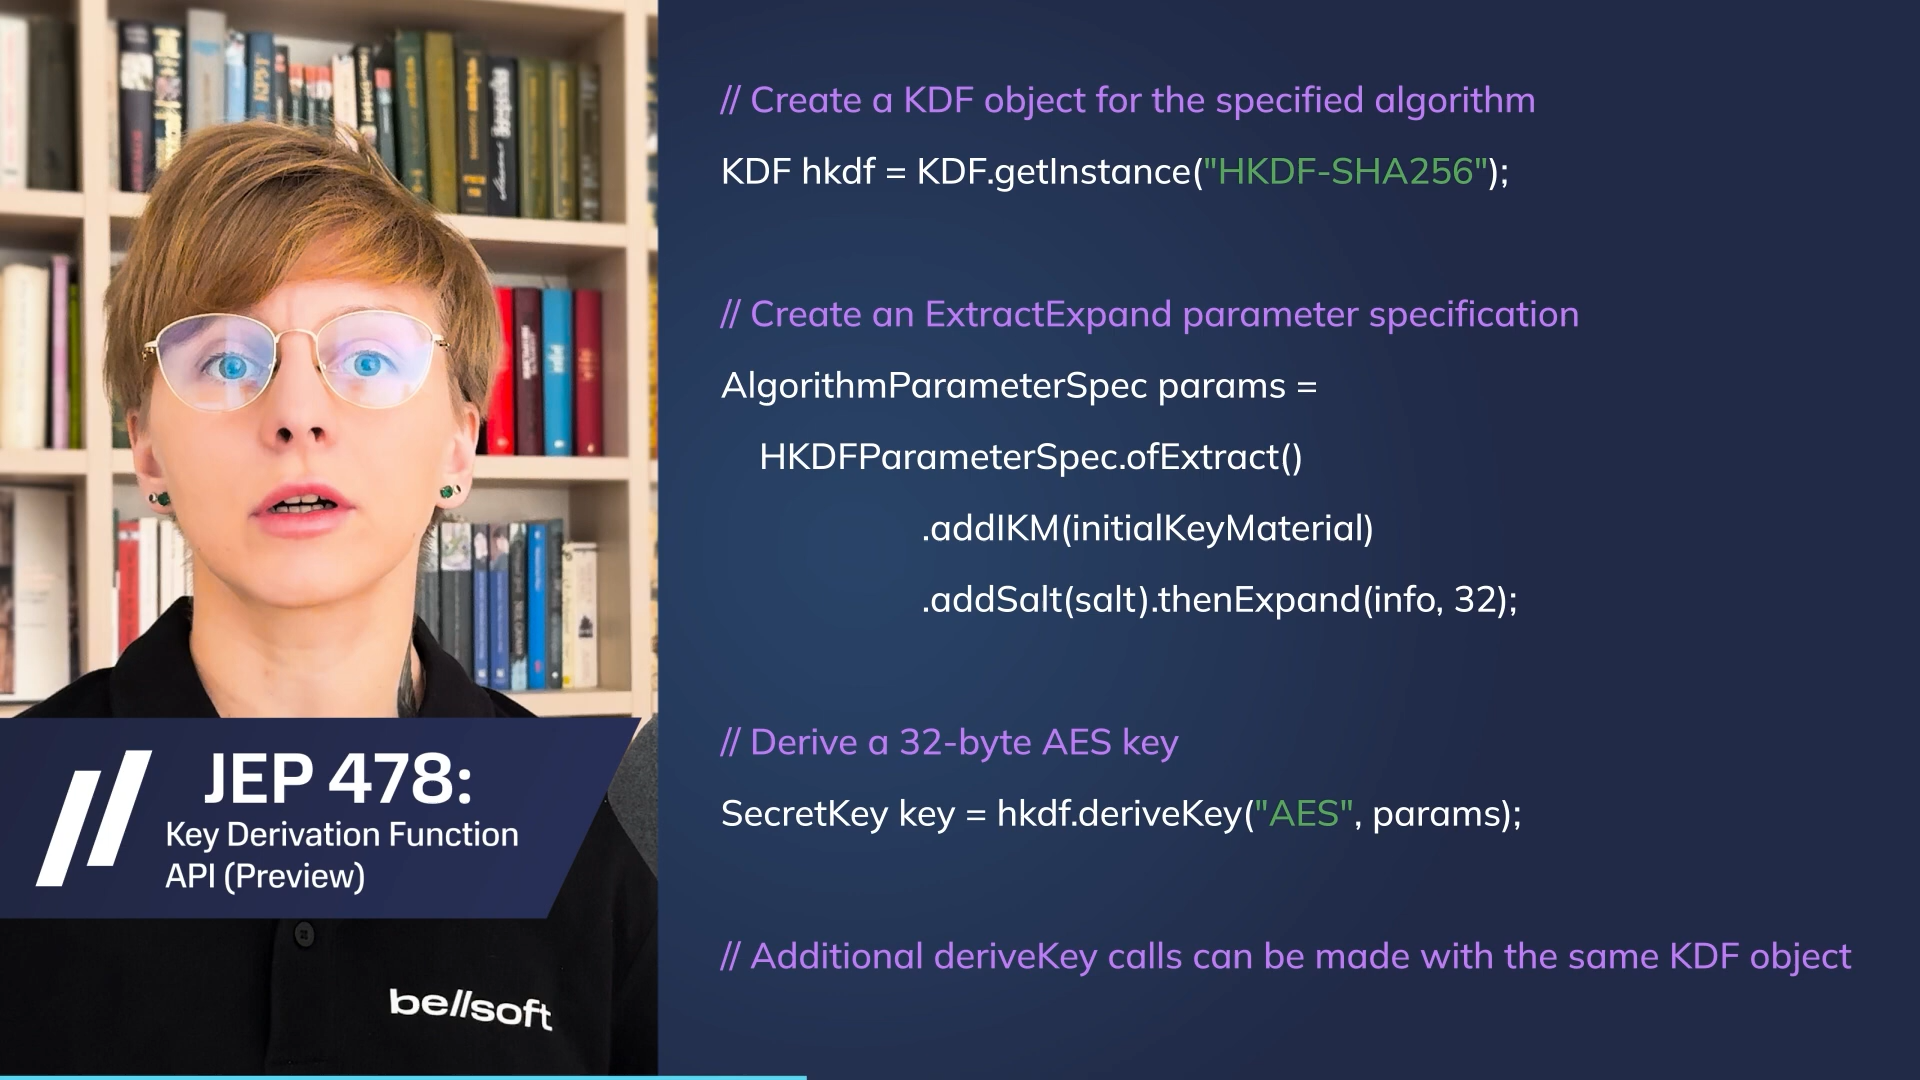 // Create a KDF object for the specified algorithm
KDF hkdf = KDF.getInstance("HKDF-SHA256");
// Create an ExtractExpand parameter specification
AlgorithmParameterSpec params =
HKDFParameterSpec.ofExtract()
.addIKM(initialKeyMaterial)
.addSalt(salt).thenExpand(info, 32);
// Derive a 32-byte AES key
SecretKey key = hkdf.deriveKey("AES", params);
// Additional deriveKey calls can be made with the same KDF object
JEP 478:
Key Derivation Function
API (Preview)
bellsoft